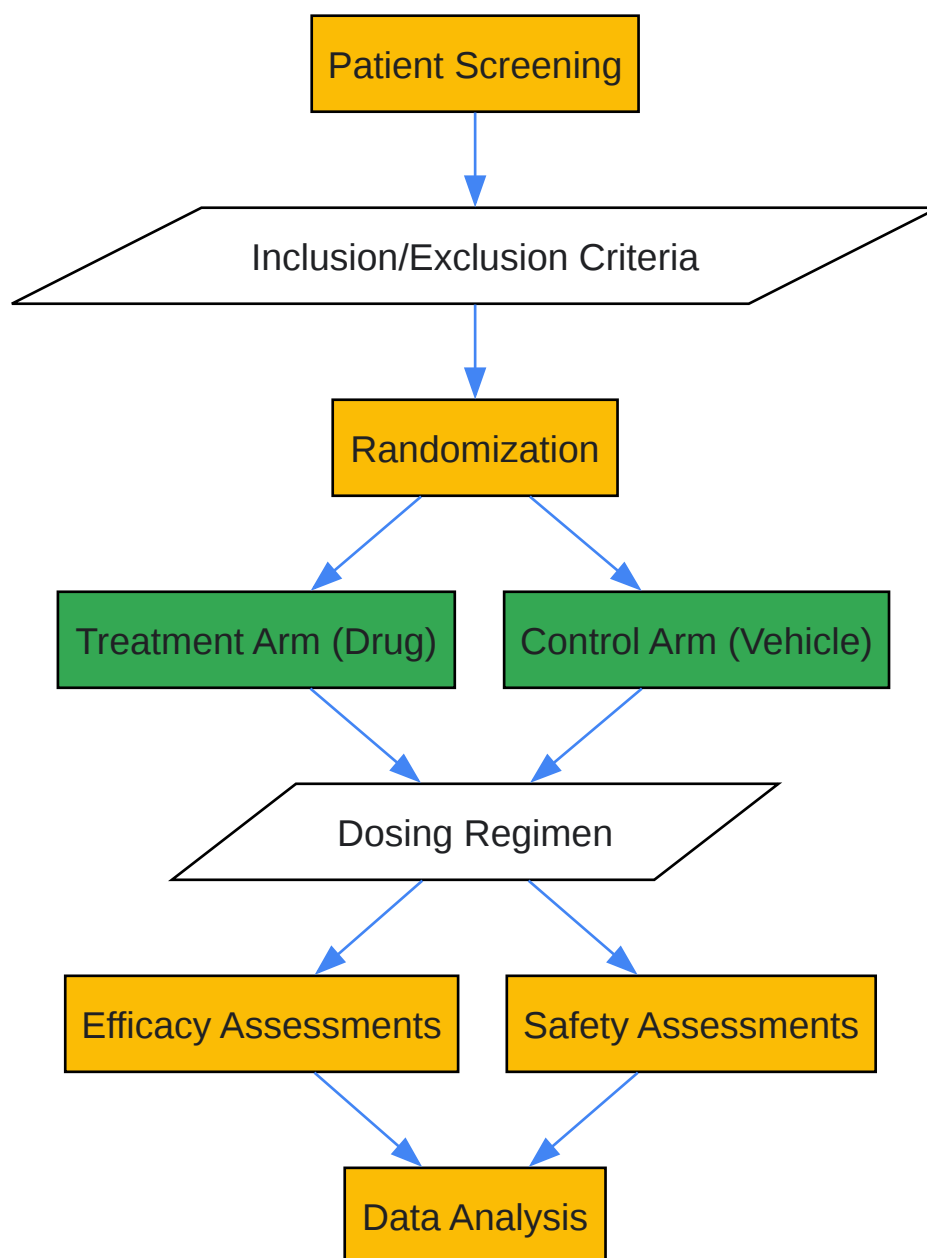 Patient Screening
Inclusion/Exclusion Criteria
Randomization
Treatment Arm (Drug)
Control Arm (Vehicle)
Dosing Regimen
Efficacy Assessments
Safety Assessments
Data Analysis